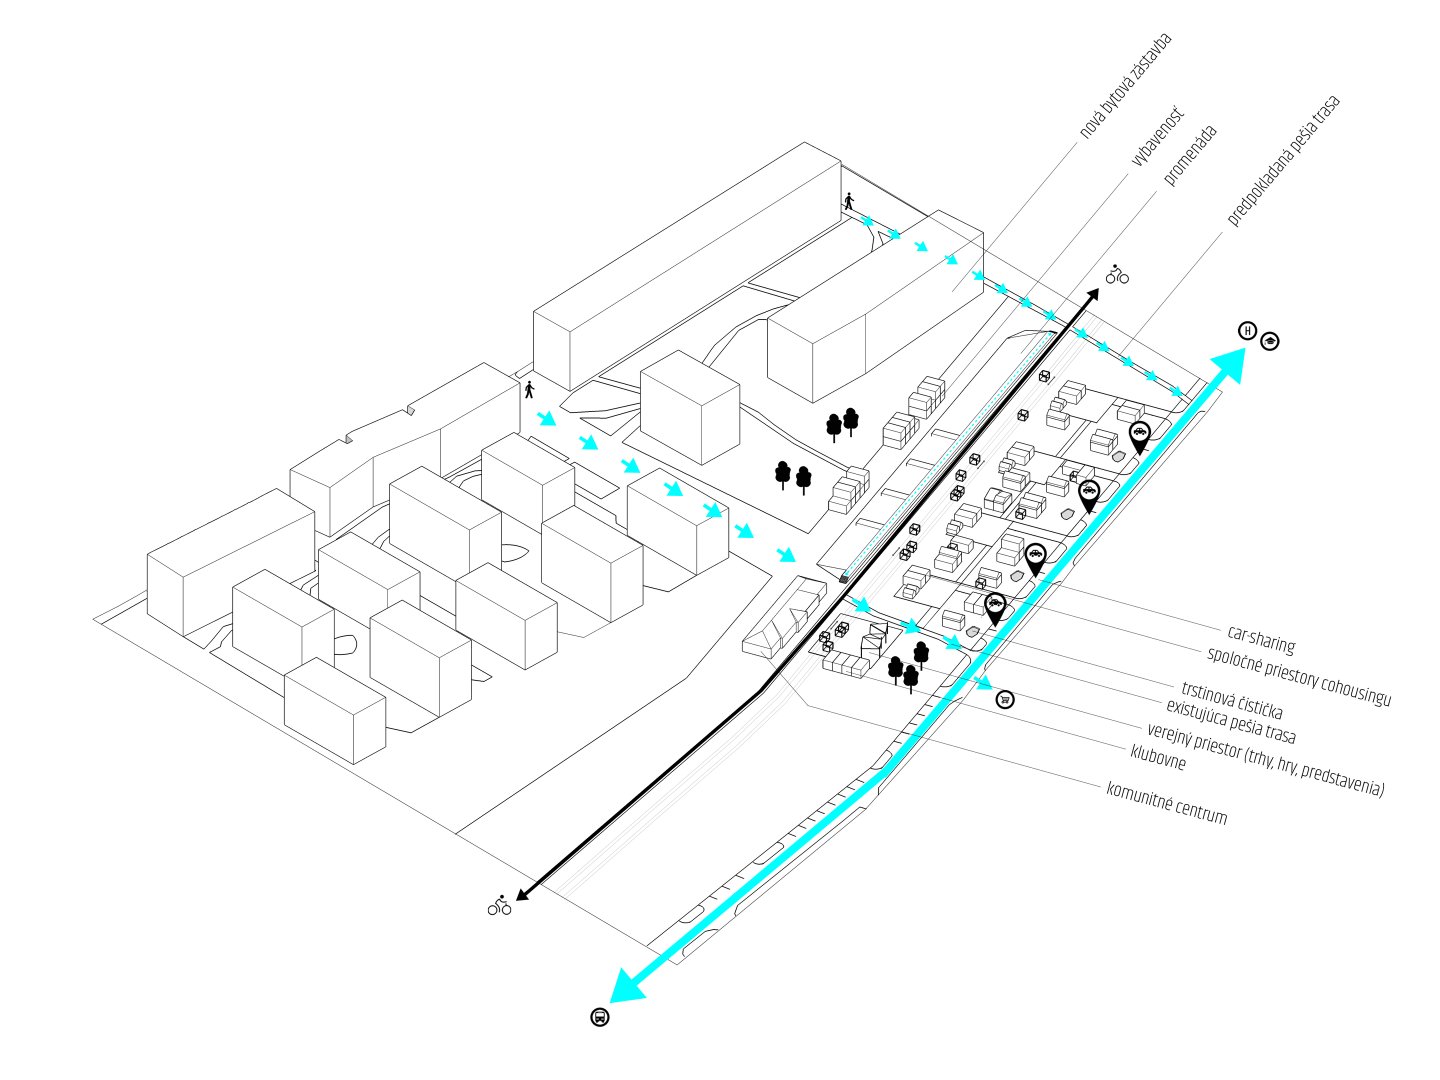 nová bytová zástavba
vybavenosť
promenáda
predpokladaná pešia trasa
H
car-sharing
spoločné priestory cohousingu
trstinová čistička
existujúca pešia trasa
verejný priestor (trhy, hry, predstavenia)
klubovne
komunitné centrum